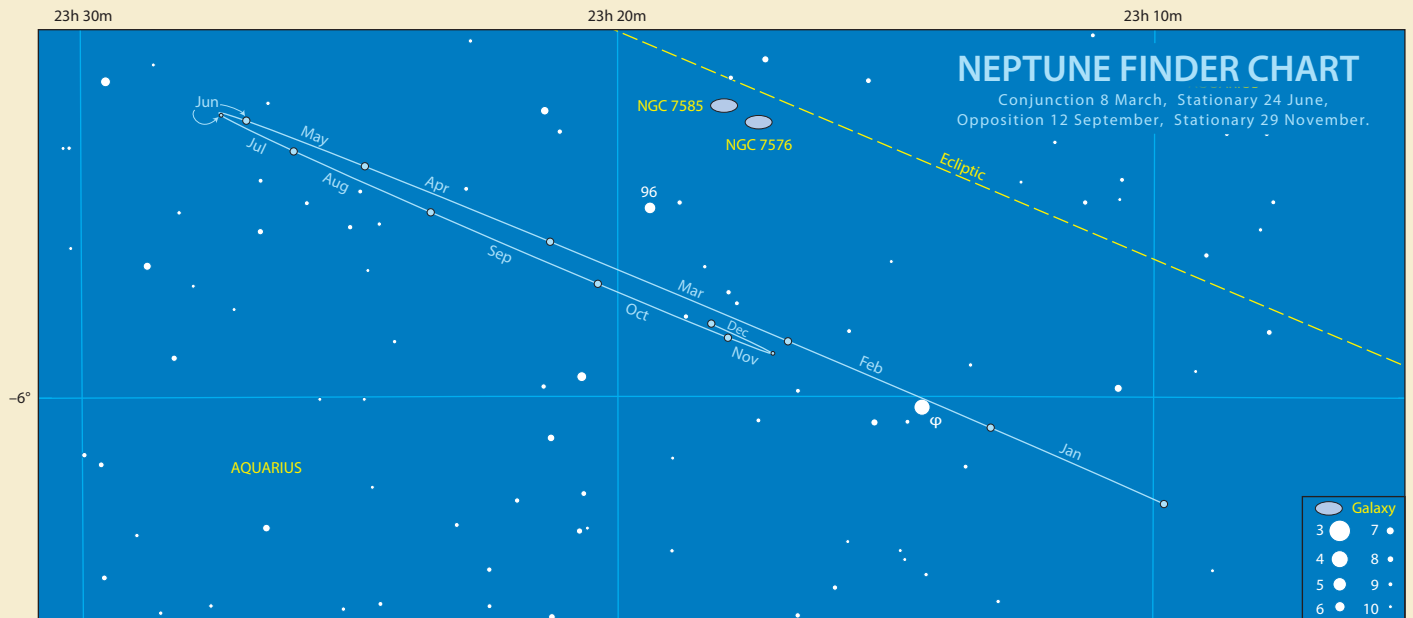 23h 30m
23h 20m
23h 10m
NEPTUNE FINDER CHART
Conjunction 8 March, Stationary 24 June,
Opposition 12 September, Stationary 29 November.
Jun
NGC 7585
NGC 7576
May
Jul
Aug
Apr
Ecliptic
96
Sep
Mar
Oct
Dec
Nov
Feb
–6°
φ
Jan
AQUARIUS
Galaxy
3 7
4 8
5 9
6 10